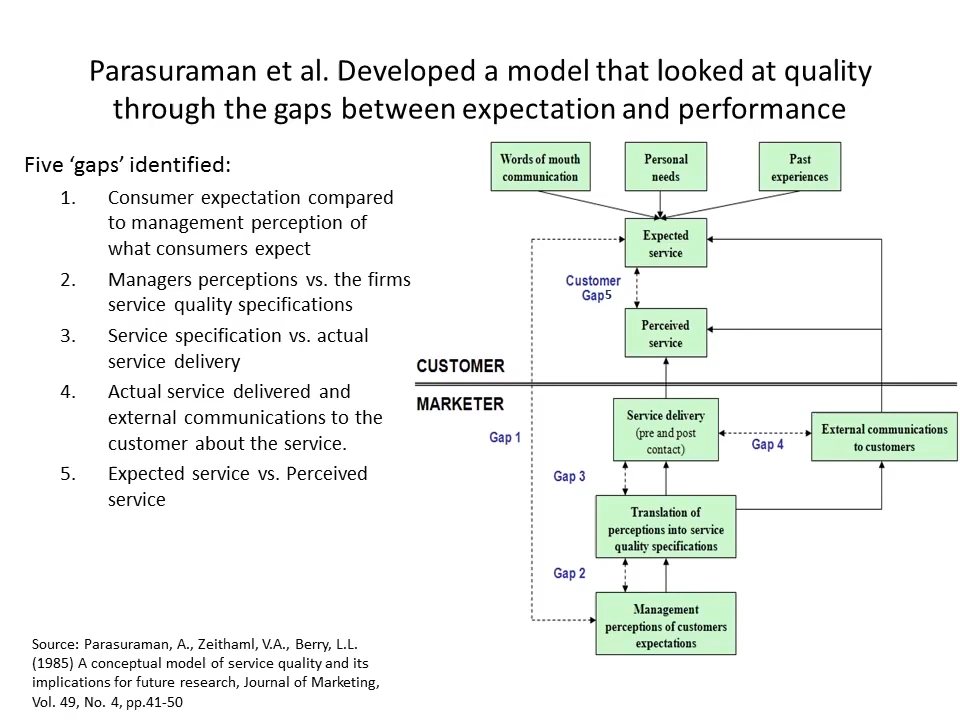 Parasuraman et al. Developed a model that looked at quality
through the gaps between expectation and performance
Five ‘gaps’ identified:
1. Consumer expectation compared
to management perception of
what consumers expect
2. Managers perceptions vs. the firms
service quality specifications
3. Service specification vs. actual
service delivery
4. Actual service delivered and
external communications to the
customer about the service.
5. Expected service vs. Perceived
service
Source: Parasuraman, A., Zeithaml, V.A., Berry, L.L.
(1985) A conceptual model of service quality and its
implications for future research, Journal of Marketing,
Vol. 49, No. 4, pp.41-50
Words of mouth
communication
Personal
needs
Past
experiences
Expected
service
Customer
Gap5
Perceived
service
CUSTOMER
MARKETER
Gap 1
Service delivery
(pre and post
contact)
Gap 4
External communications
to customers
Gap 3
Translation of
perceptions into service
quality specifications
Gap 2
Management
perceptions of customers
expectations